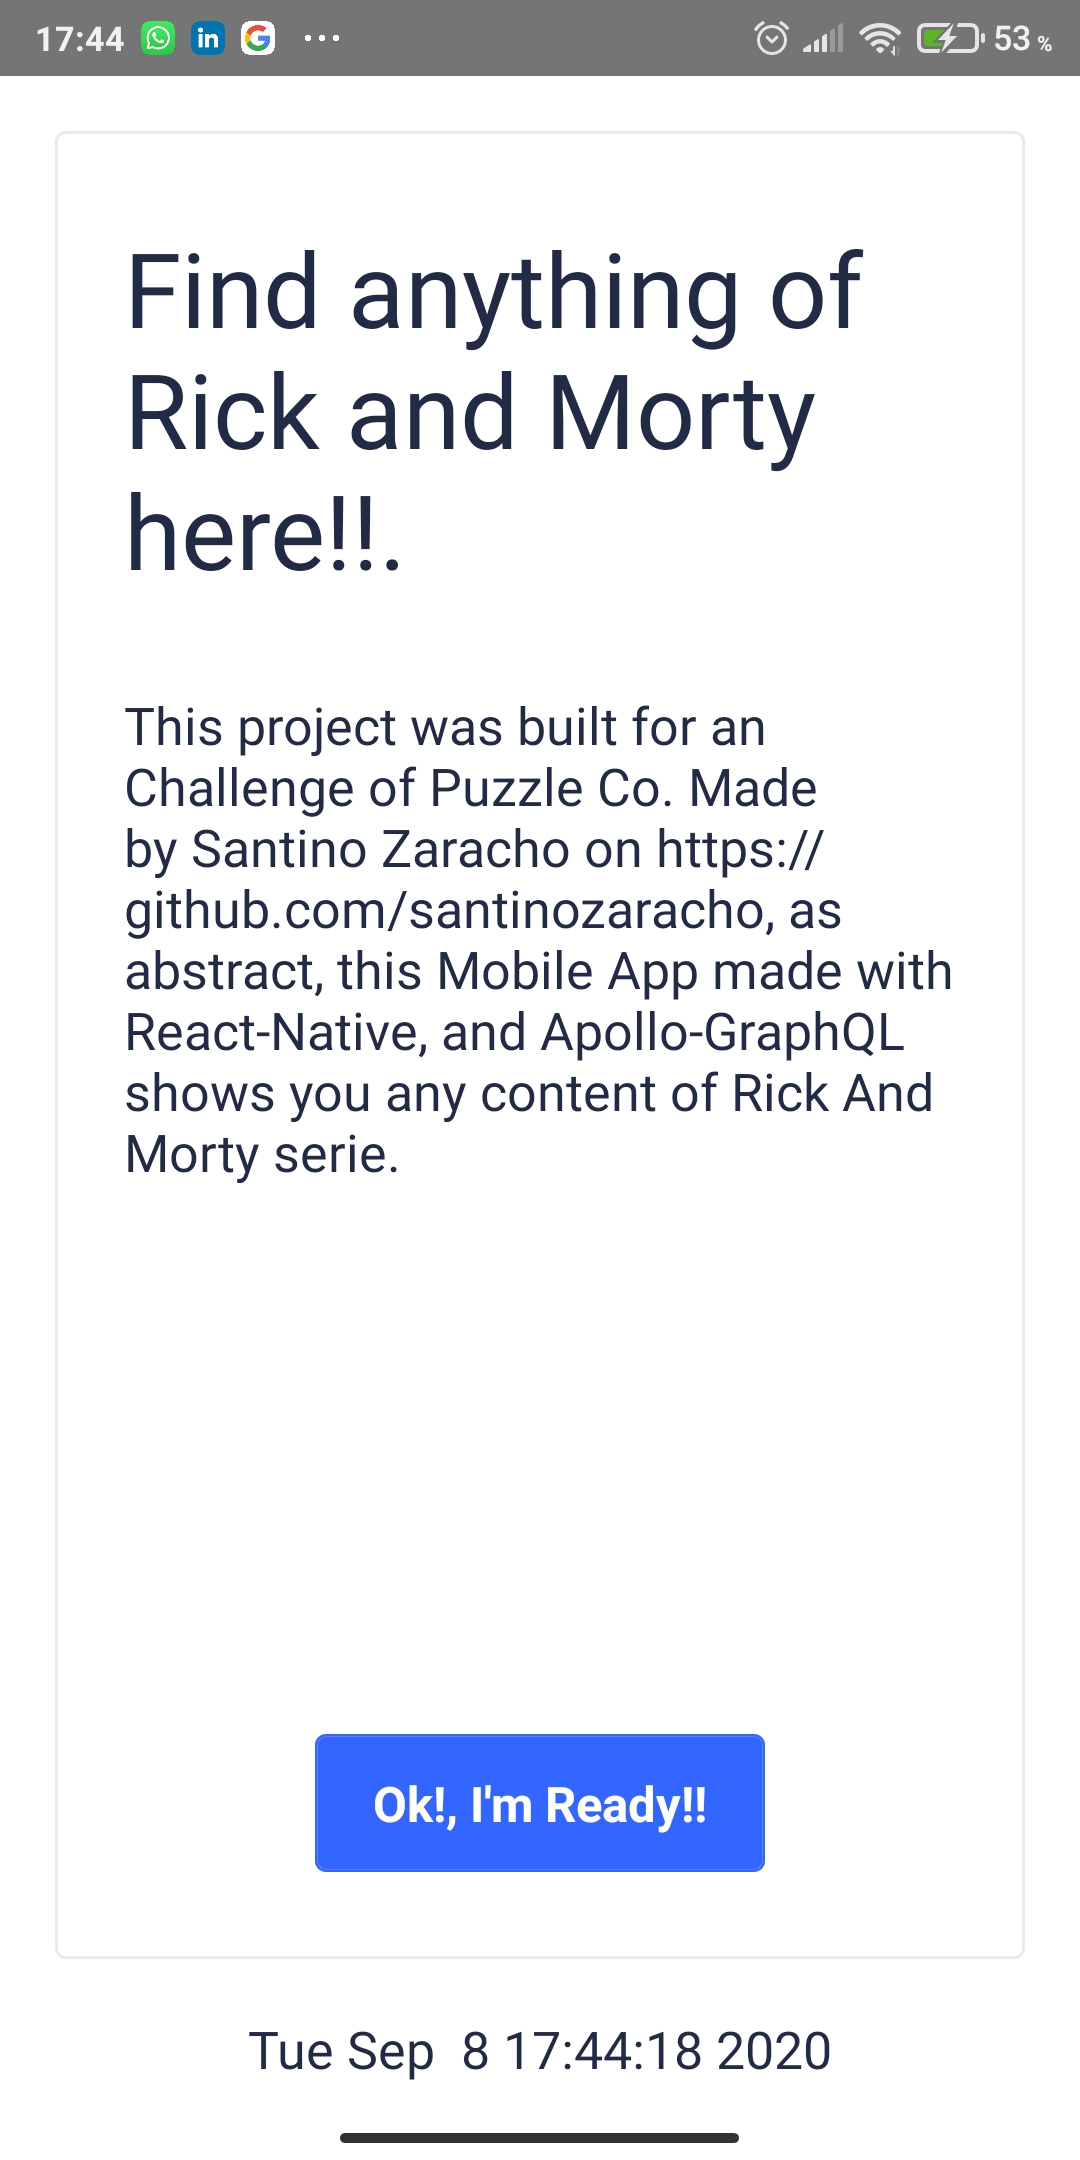 17:44 in G ... 53 %
Find anything of
Rick and Morty
here!!.
This project was built for an
Challenge of Puzzle Co. Made
by Santino Zaracho on https://
github.com/santinozaracho, as
abstract, this Mobile App made with
React-Native, and Apollo-GraphQL
shows you any content of Rick And
Morty serie.
Ok!, I'm Ready!!
Tue Sep  8 17:44:18 2020